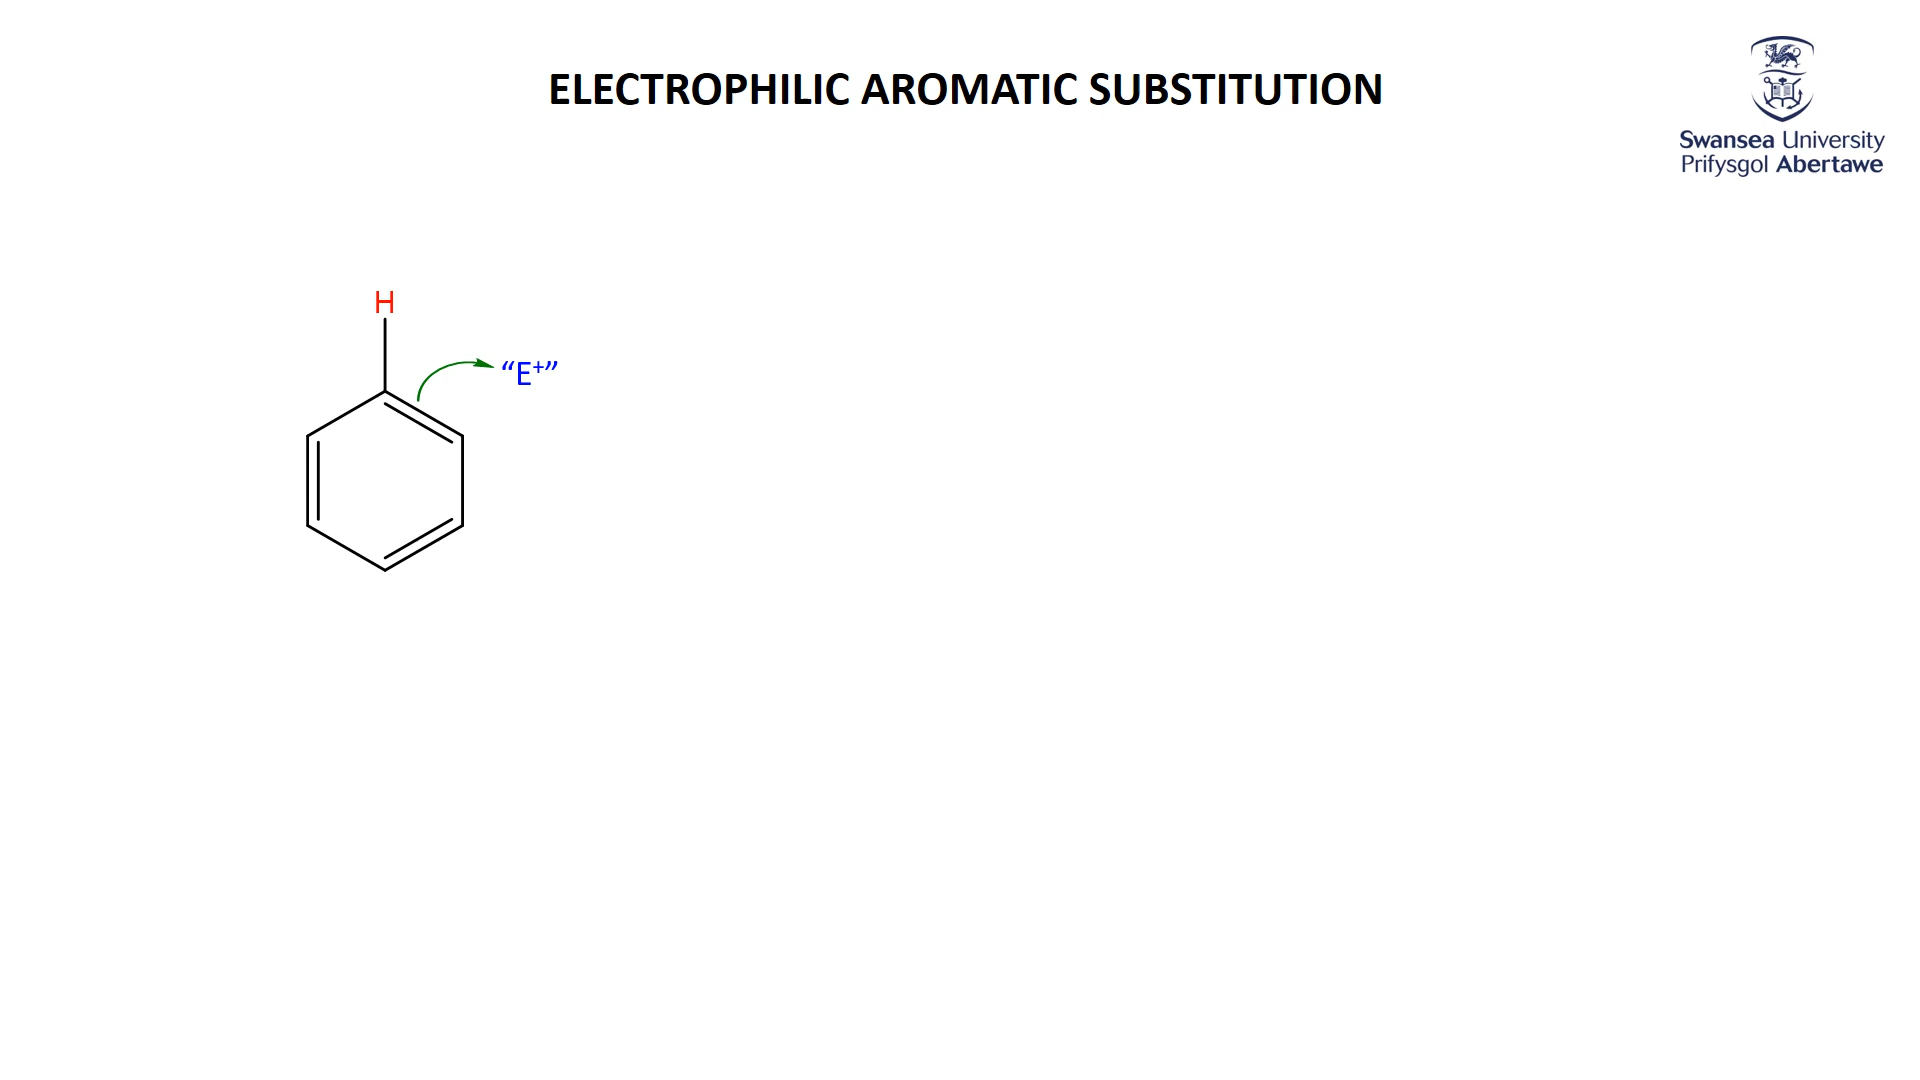 ELECTROPHILIC AROMATIC SUBSTITUTION
Swansea University
Prifysgol Abertawe
H
“E⁺”